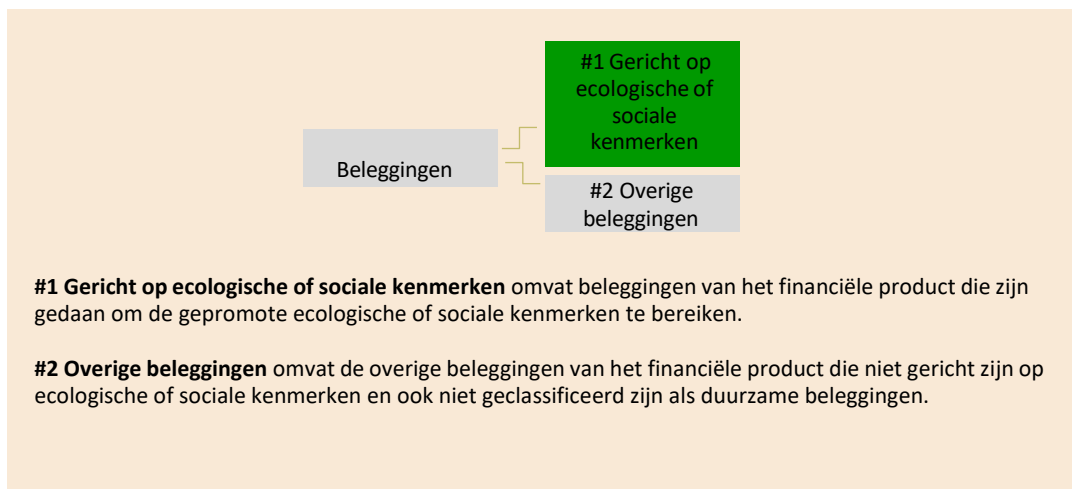 #1 Gericht op
ecologische of
sociale
kenmerken
Beleggingen
#2 Overige
beleggingen
#1 Gericht op ecologische of sociale kenmerken omvat beleggingen van het financiële product die zijn
gedaan om de gepromote ecologische of sociale kenmerken te bereiken.
#2 Overige beleggingen omvat de overige beleggingen van het financiële product die niet gericht zijn op
ecologische of sociale kenmerken en ook niet geclassificeerd zijn als duurzame beleggingen.